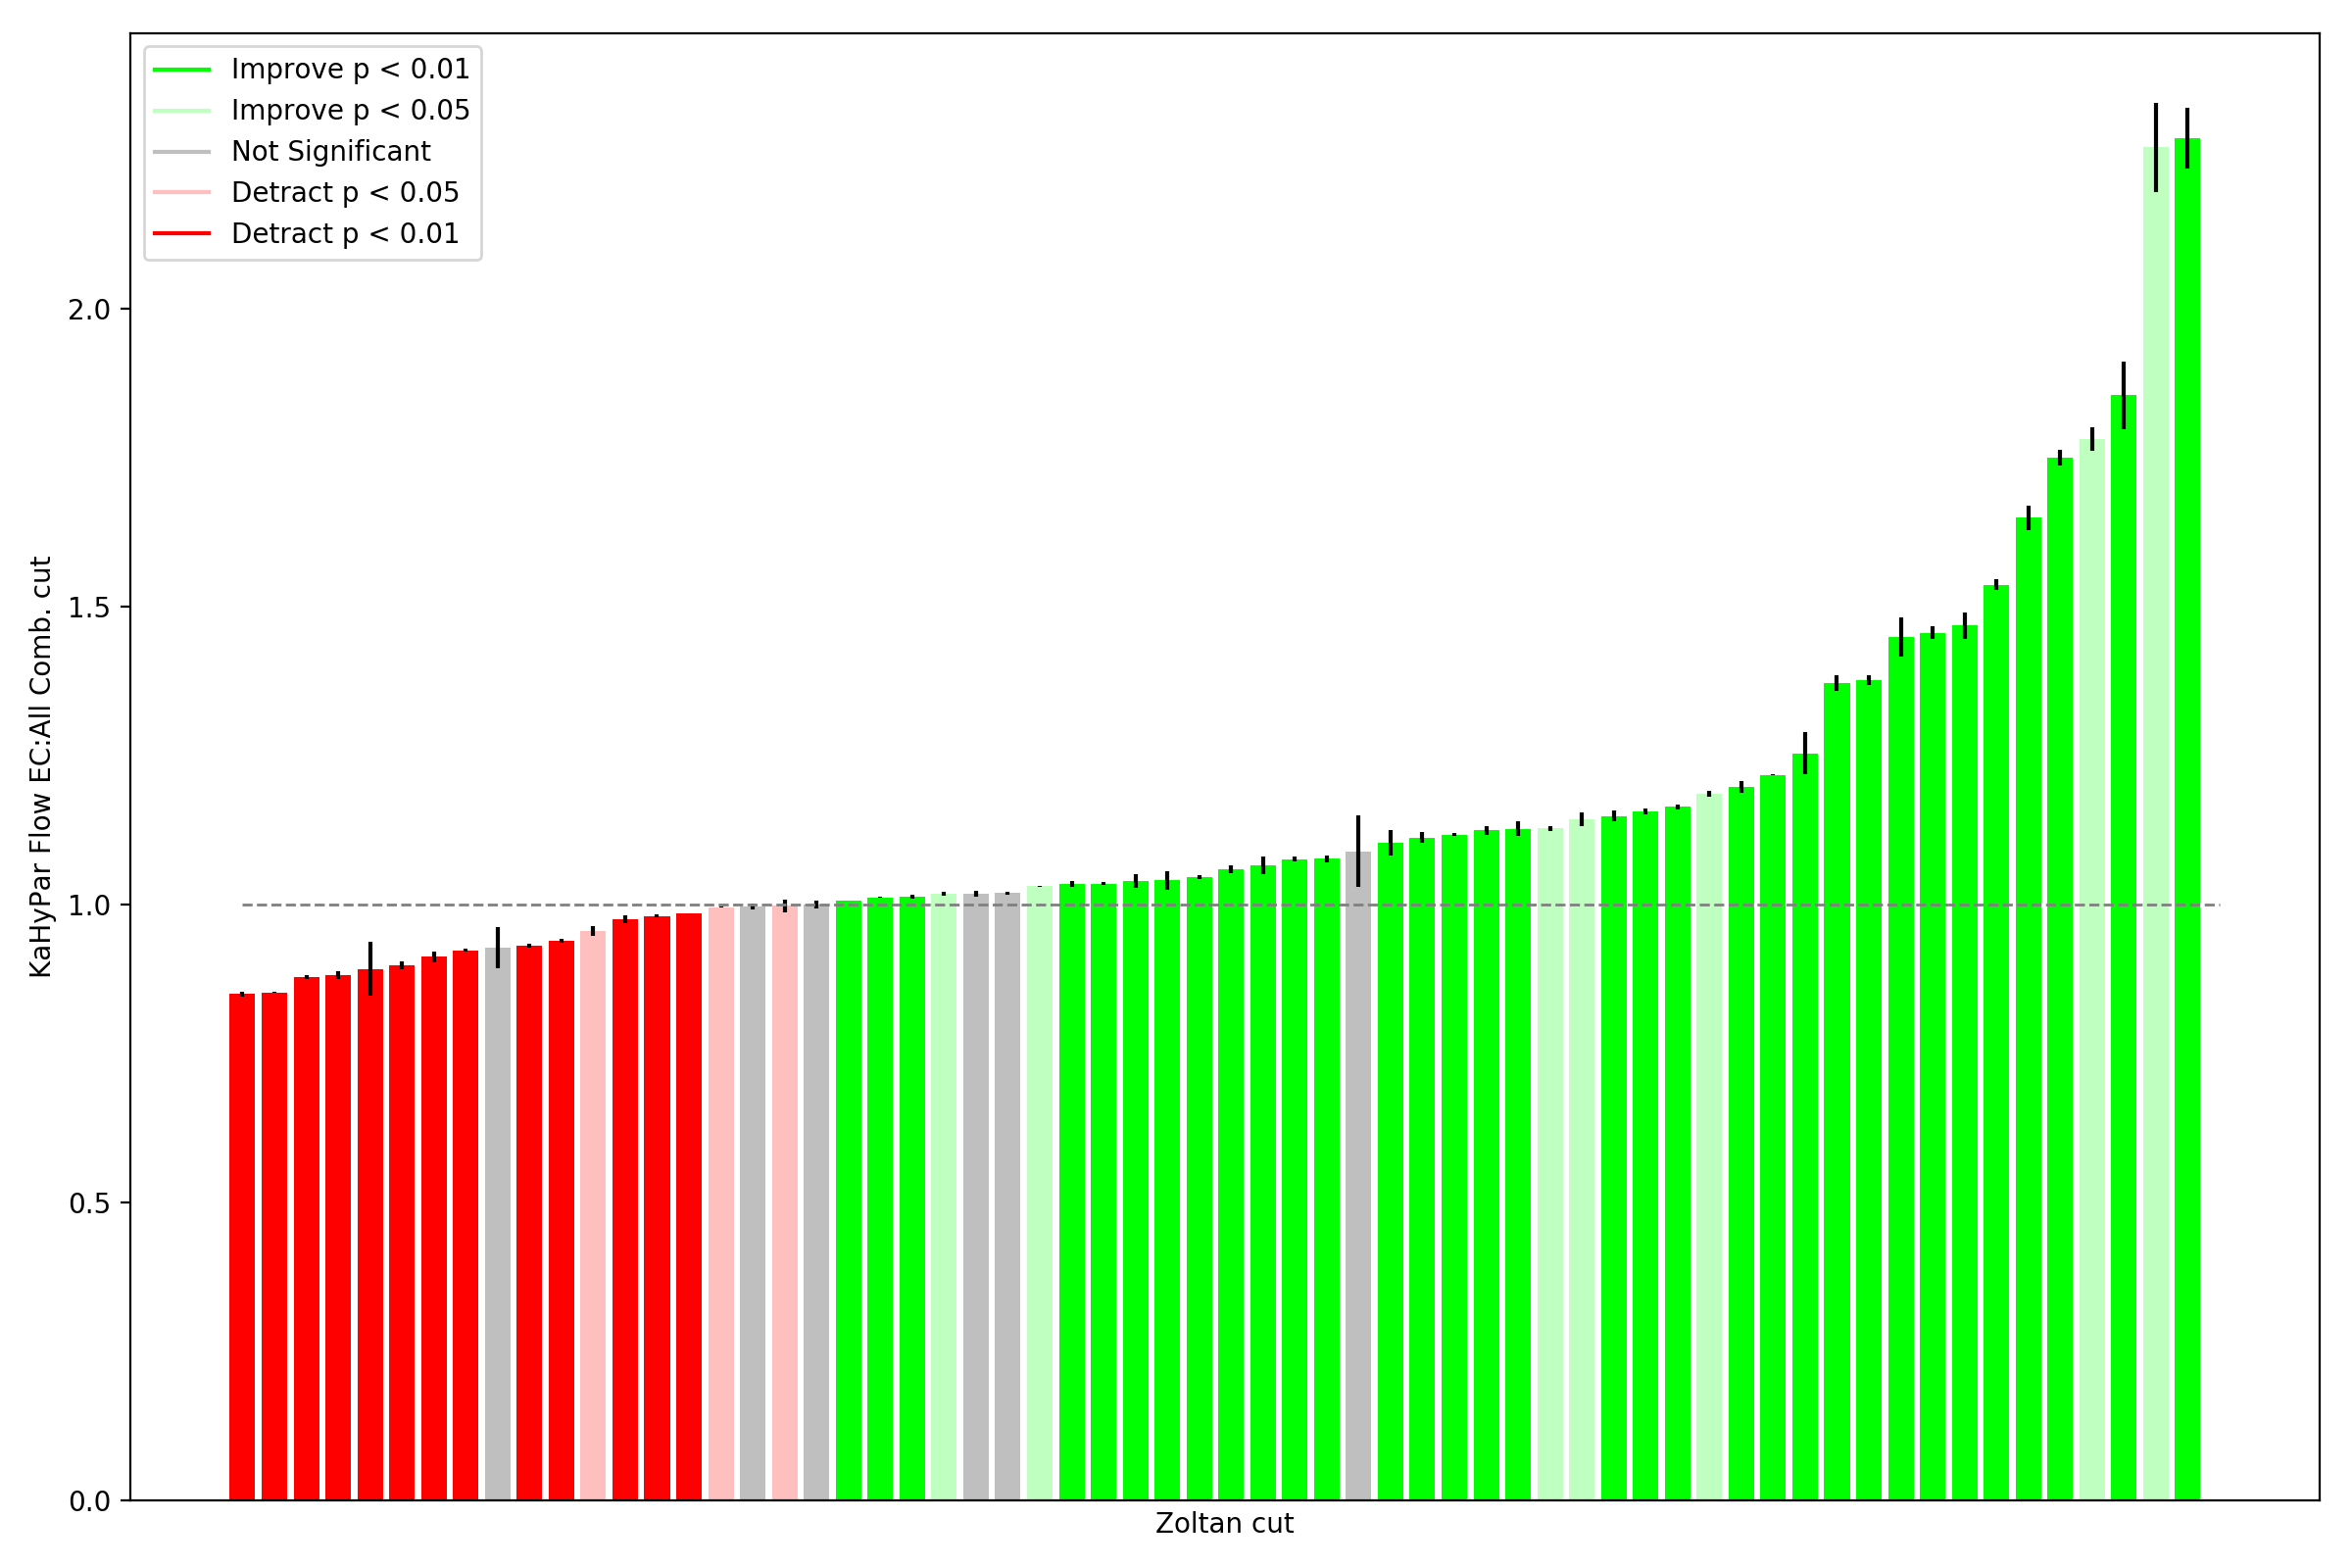 Improve p < 0.01
Improve p < 0.05
Not Significant
Detract p < 0.05
Detract p < 0.01
2.0
1.5
1.0
0.5
0.0
KaHyPar Flow EC:All Comb. cut
Zoltan cut